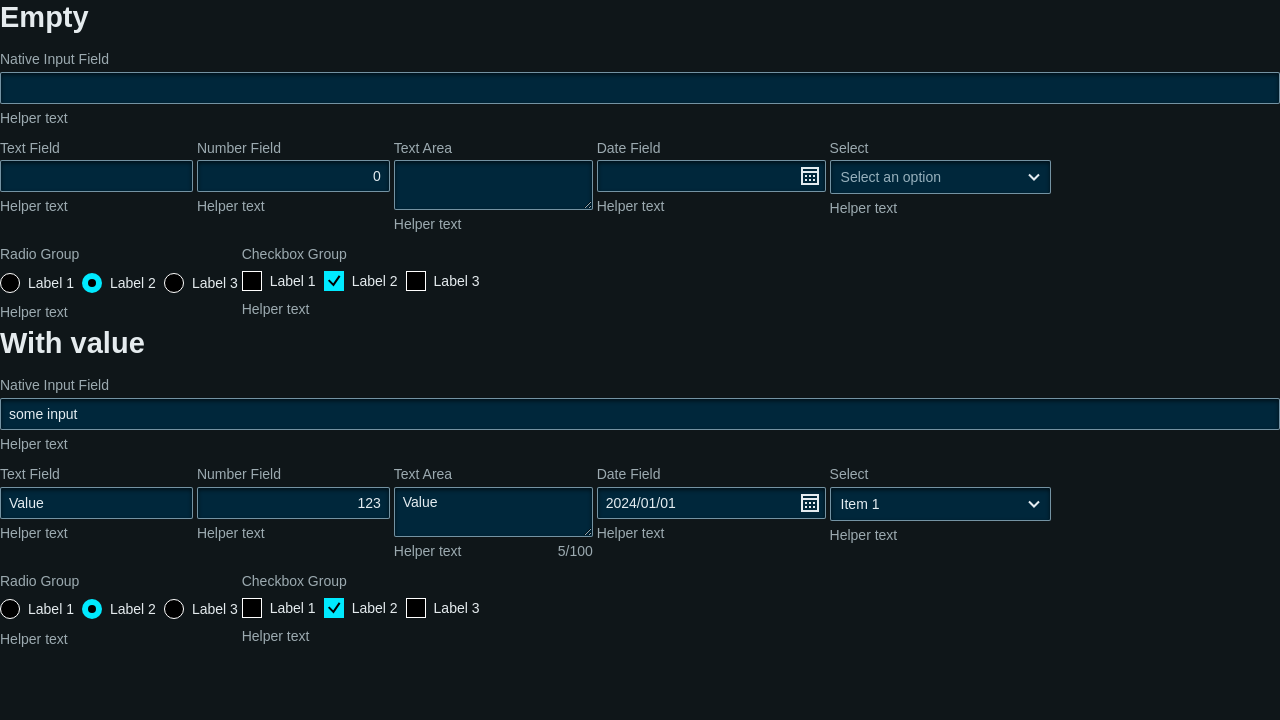 Empty
Native Input Field
Helper text
Text Field Number Field Text Area Date Field Select
0 Select an option
Helper text Helper text Helper text Helper text Helper text
Radio Group Checkbox Group
Label 1 Label 2 Label 3 Label 1 Label 2 Label 3
Helper text Helper text
With value
Native Input Field
some input
Helper text
Text Field Number Field Text Area Date Field Select
Value 123 Value 2024/01/01 Item 1
Helper text Helper text Helper text 5/100 Helper text Helper text
Radio Group Checkbox Group
Label 1 Label 2 Label 3 Label 1 Label 2 Label 3
Helper text Helper text